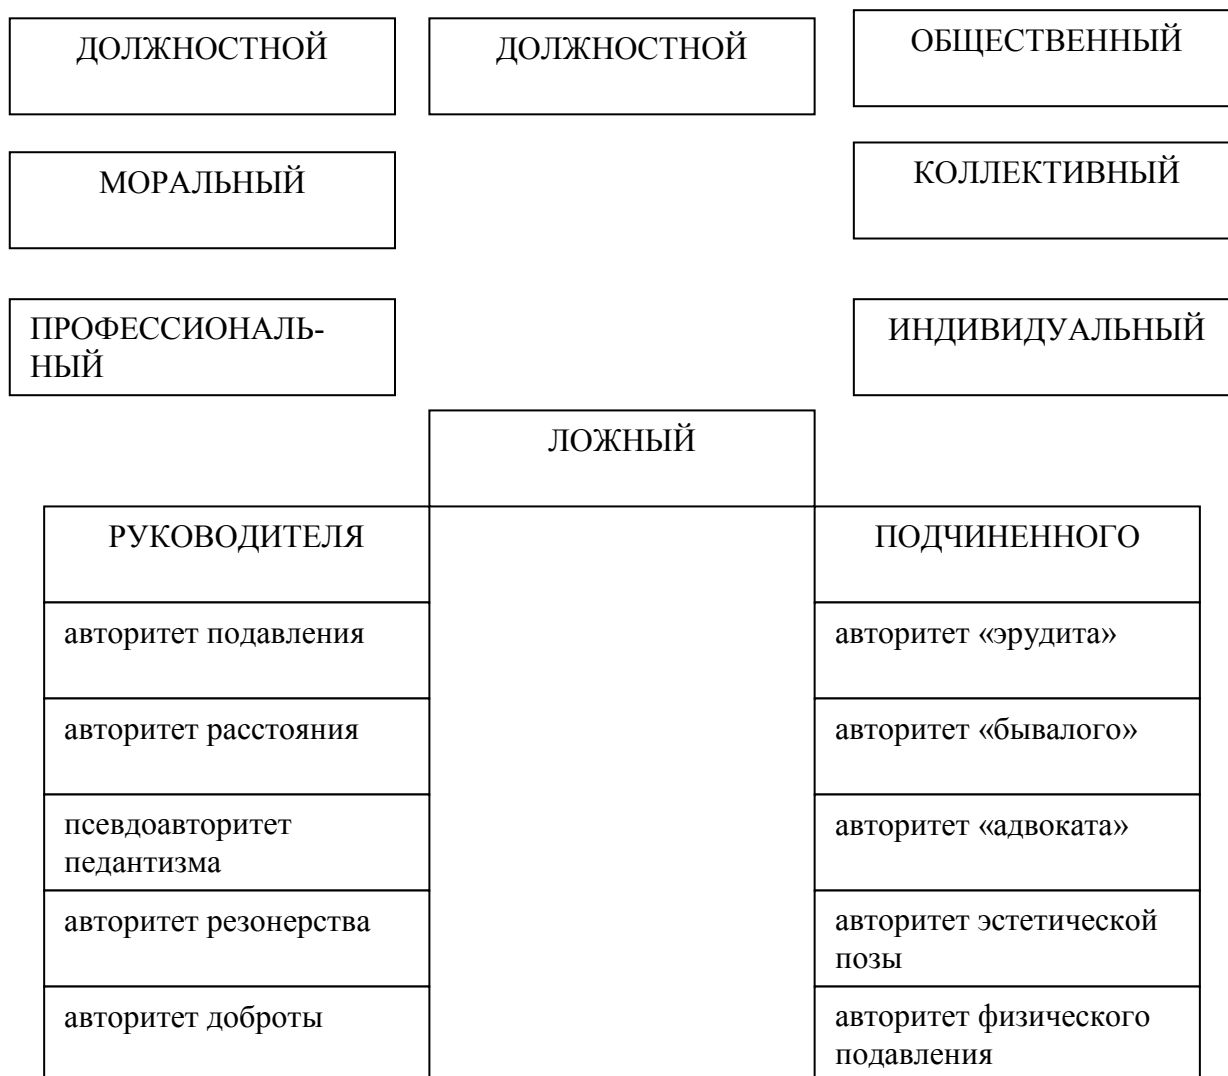 ДОЛЖНОСТНОЙ
ДОЛЖНОСТНОЙ
ОБЩЕСТВЕННЫЙ
МОРАЛЬНЫЙ
КОЛЛЕКТИВНЫЙ
ПРОФЕССИОНАЛЬ-
НЫЙ
ИНДИВИДУАЛЬНЫЙ
ЛОЖНЫЙ
РУКОВОДИТЕЛЯ
ПОДЧИНЕННОГО
авторитет подавления
авторитет «эрудита»
авторитет расстояния
авторитет «бывалого»
псевдоавторитет
педантизма
авторитет «адвоката»
авторитет резонерства
авторитет эстетической
позы
авторитет доброты
авторитет физического
подавления